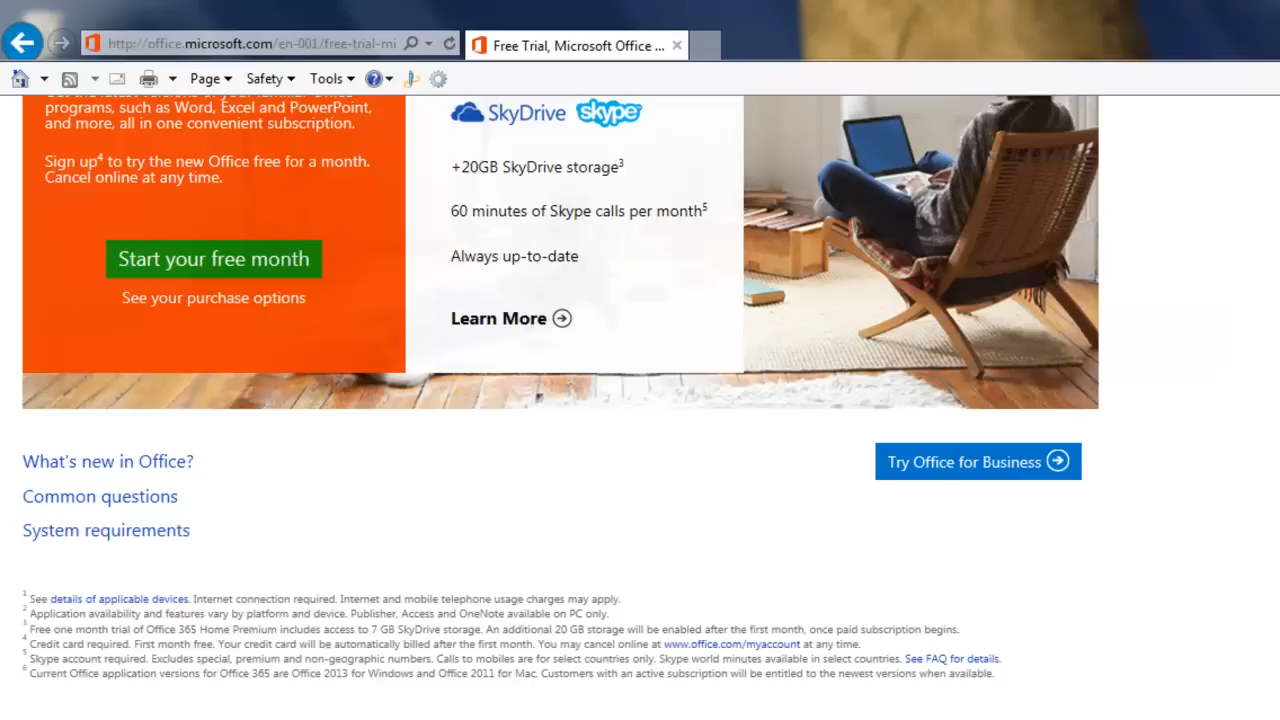 http://office.microsoft.com/en-001/free-trial-mi
Free Trial, Microsoft Office ...
Page
Safety
Tools
programs, such as Word, Excel and PowerPoint,
and more, all in one convenient subscription.
Sign up4 to try the new Office free for a month.
Cancel online at any time.
Start your free month
See your purchase options
SkyDrive skype
+20GB SkyDrive storage3
60 minutes of Skype calls per month5
Always up-to-date
Learn More
What's new in Office?
Common questions
System requirements
Try Office for Business
1 See details of applicable devices. Internet connection required. Internet and mobile telephone usage charges may apply.
2 Application availability and features vary by platform and device. Publisher, Access and OneNote available on PC only.
3 Free one month trial of Office 365 Home Premium includes access to 7 GB SkyDrive storage. An additional 20 GB storage will be enabled after the first month, once paid subscription begins.
4 Credit card required. First month free. Your credit card will be automatically billed after the first month. You may cancel online at www.office.com/myaccount at any time.
5 Skype account required. Excludes special, premium and non-geographic numbers. Calls to mobiles are for select countries only. Skype world minutes available in select countries. See FAQ for details.
6 Current Office application versions for Office 365 are Office 2013 for Windows and Office 2011 for Mac. Customers with an active subscription will be entitled to the newest versions when available.